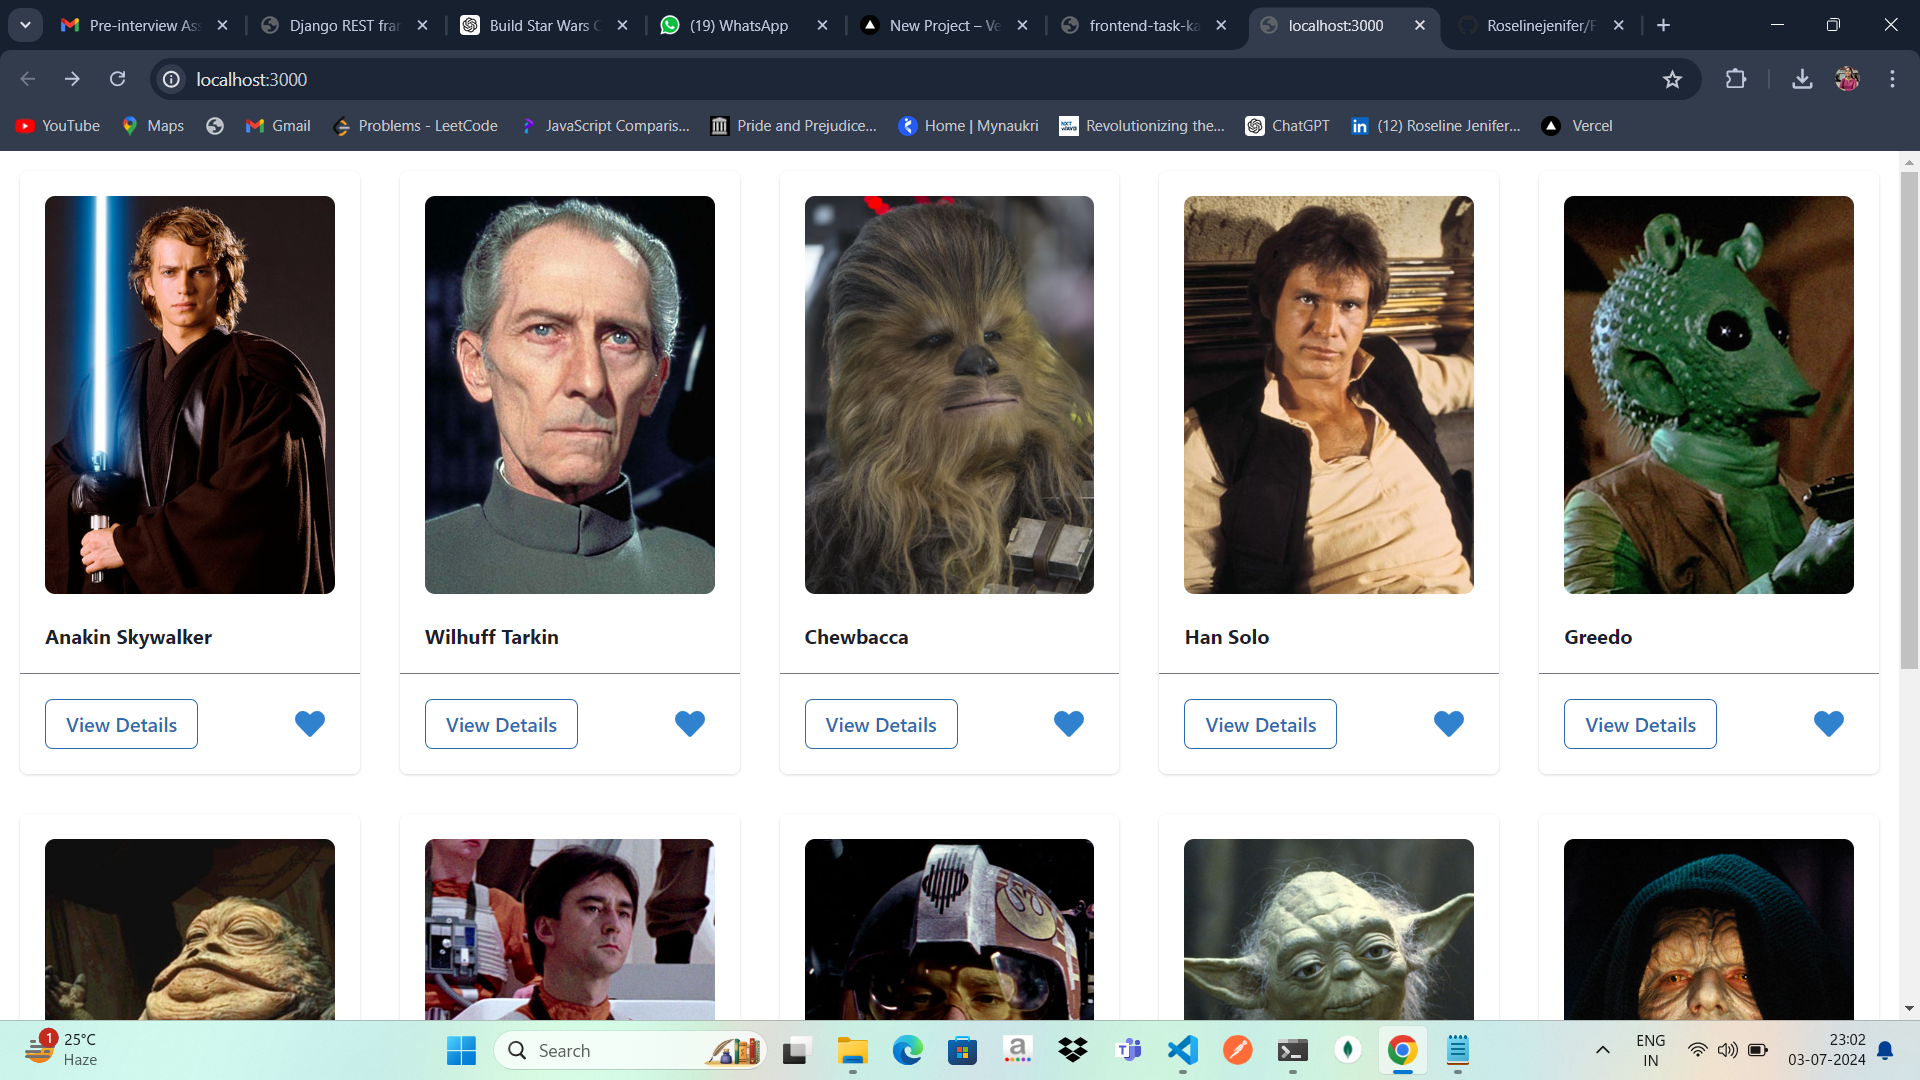 Pre-interview Ass
Django REST fra
Build Star Wars C
(19) WhatsApp
New Project – Ve
frontend-task-ka
localhost:3000
Roselinejenifer/F
localhost:3000
YouTube
Maps
Gmail
Problems - LeetCode
JavaScript Comparis...
Pride and Prejudice...
Home | Mynaukri
Revolutionizing the...
ChatGPT
(12) Roseline Jenifer...
Vercel
Anakin Skywalker
Wilhuff Tarkin
Chewbacca
Han Solo
Greedo
View Details
View Details
View Details
View Details
View Details
1
25°C
Haze
Search
ENG
IN
23:02
03-07-2024